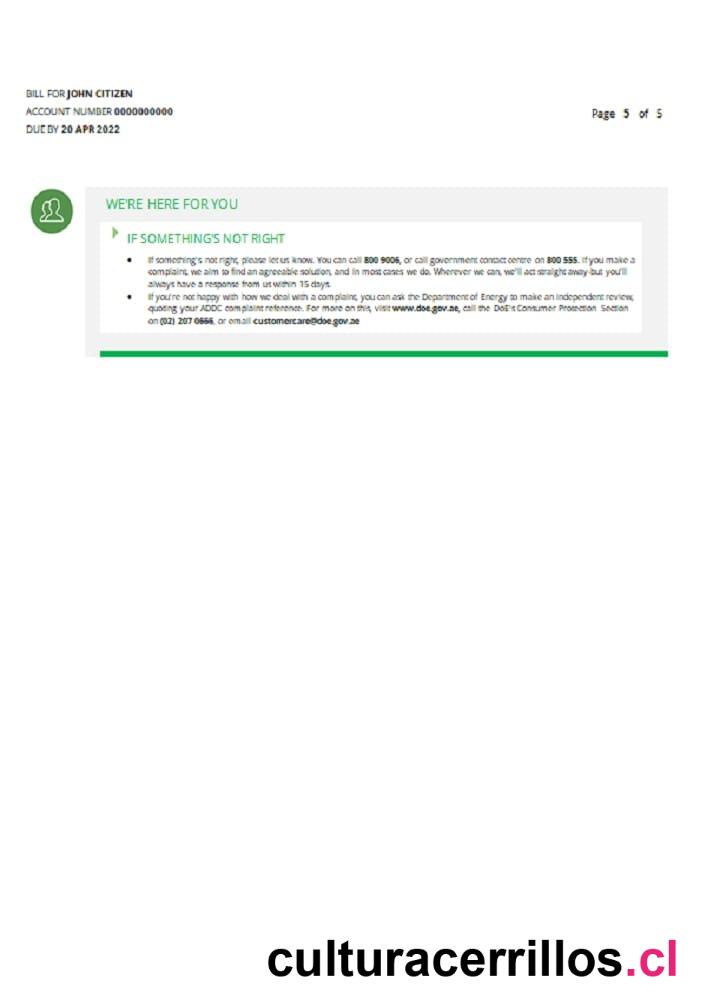 BILL FOR JOHN CITIZEN
ACCOUNT NUMBER 0000000000
DUE BY 20 APR 2022
Page 5 of 5
WE'RE HERE FOR YOU
IF SOMETHING'S NOT RIGHT
• If something's not right, please let us know. You can call 800 9006, or call government contact centre on 800 555. If you make a
complaint, we aim to find an agreeable solution, and in most cases we do. Wherever we can, we'll act straight away-but you'll
always have a response from us within 15 days.
• If you're not happy with how we deal with a complaint, you can ask the Department of Energy to make an independent review,
quoting your ADDC complaint reference. For more on this, visit www.doe.gov.ae, call the DoE's Consumer Protection Section
on (02) 207 or email customercare@doe.gov.ae
culturacerrillos.cl